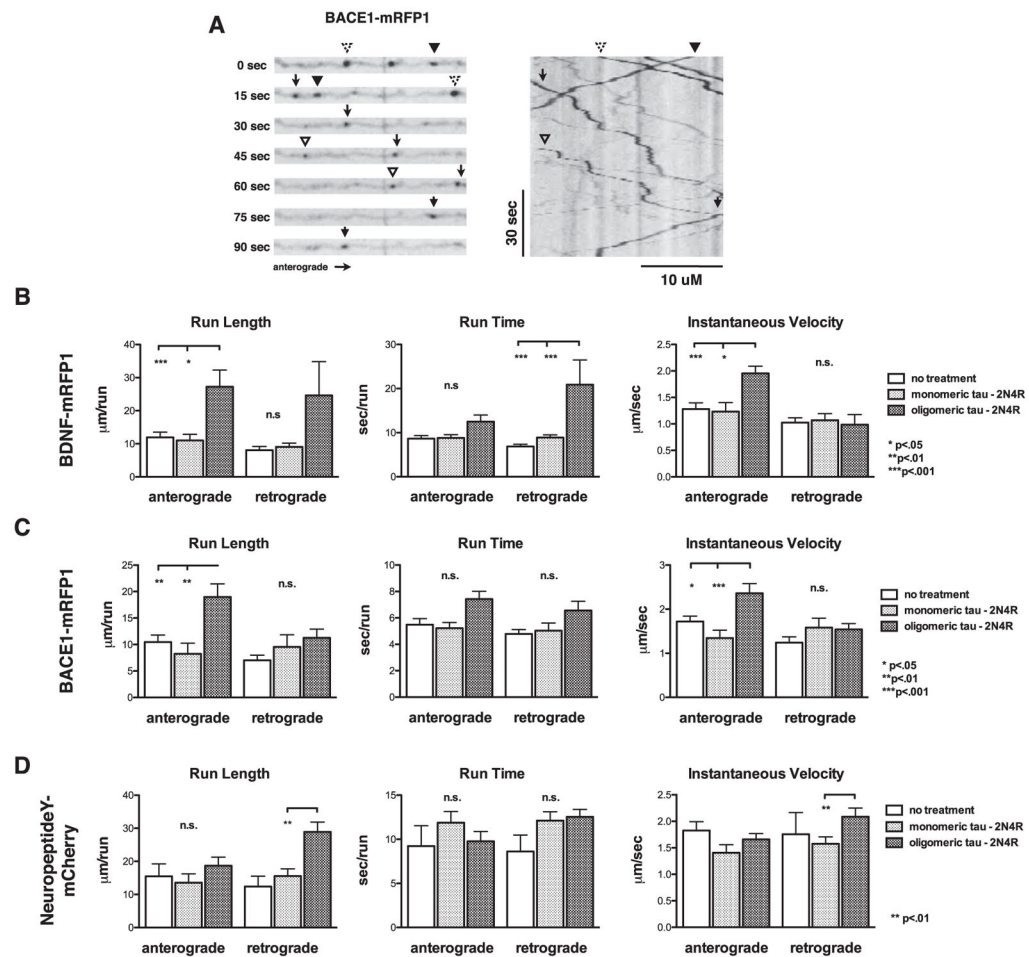 A
BACE1-mRFP1
0 sec
15 sec
30 sec
45 sec
60 sec
75 sec
90 sec
anterograde
30 sec
10 uM
B
BDNF-mRFP1
Run Length
μm/run
40
30
20
10
0
*** *
n.s
anterograde retrograde
Run Time
sec/run
30
20
10
0
n.s
*** ***
anterograde retrograde
Instantaneous Velocity
μm/sec
2.5
2.0
1.5
1.0
0.5
0.0
*** *
n.s.
anterograde retrograde
no treatment
monomeric tau - 2N4R
oligomeric tau - 2N4R
* p<.05
**p<.01
***p<.001
C
BACE1-mRFP1
Run Length
μm/run
25
20
15
10
5
0
** **
n.s.
anterograde retrograde
Run Time
sec/run
10
8
6
4
2
0
n.s.
n.s.
anterograde retrograde
Instantaneous Velocity
μm/sec
3
2
1
0
* ***
n.s.
anterograde retrograde
no treatment
monomeric tau - 2N4R
oligomeric tau - 2N4R
* p<.05
**p<.01
***p<.001
D
NeuropeptideY-
mCherry
Run Length
μm/run
40
30
20
10
0
n.s.
**
anterograde retrograde
Run Time
sec/run
15
10
5
0
n.s.
n.s.
anterograde retrograde
Instantaneous Velocity
μm/sec
2.5
2.0
1.5
1.0
0.5
0.0
**
anterograde retrograde
no treatment
monomeric tau - 2N4R
oligomeric tau - 2N4R
** p<.01